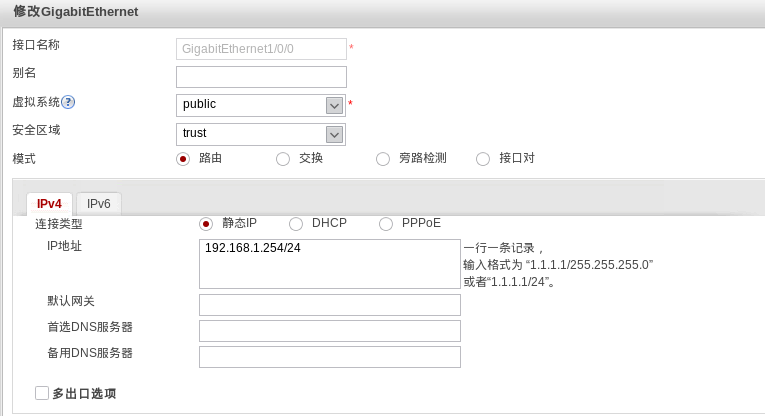 修改GigabitEthernet
接口名称 GigabitEthernet1/0/0 *
别名
虚拟系统 ? public *
安全区域 trust
模式 路由 交换 旁路检测 接口对
IPv4 IPv6
连接类型 静态IP DHCP PPPoE
IP地址 192.168.1.254/24 一行一条记录，
输入格式为 “1.1.1.1/255.255.255.0”
或者“1.1.1.1/24”。
默认网关
首选DNS服务器
备用DNS服务器
多出口选项